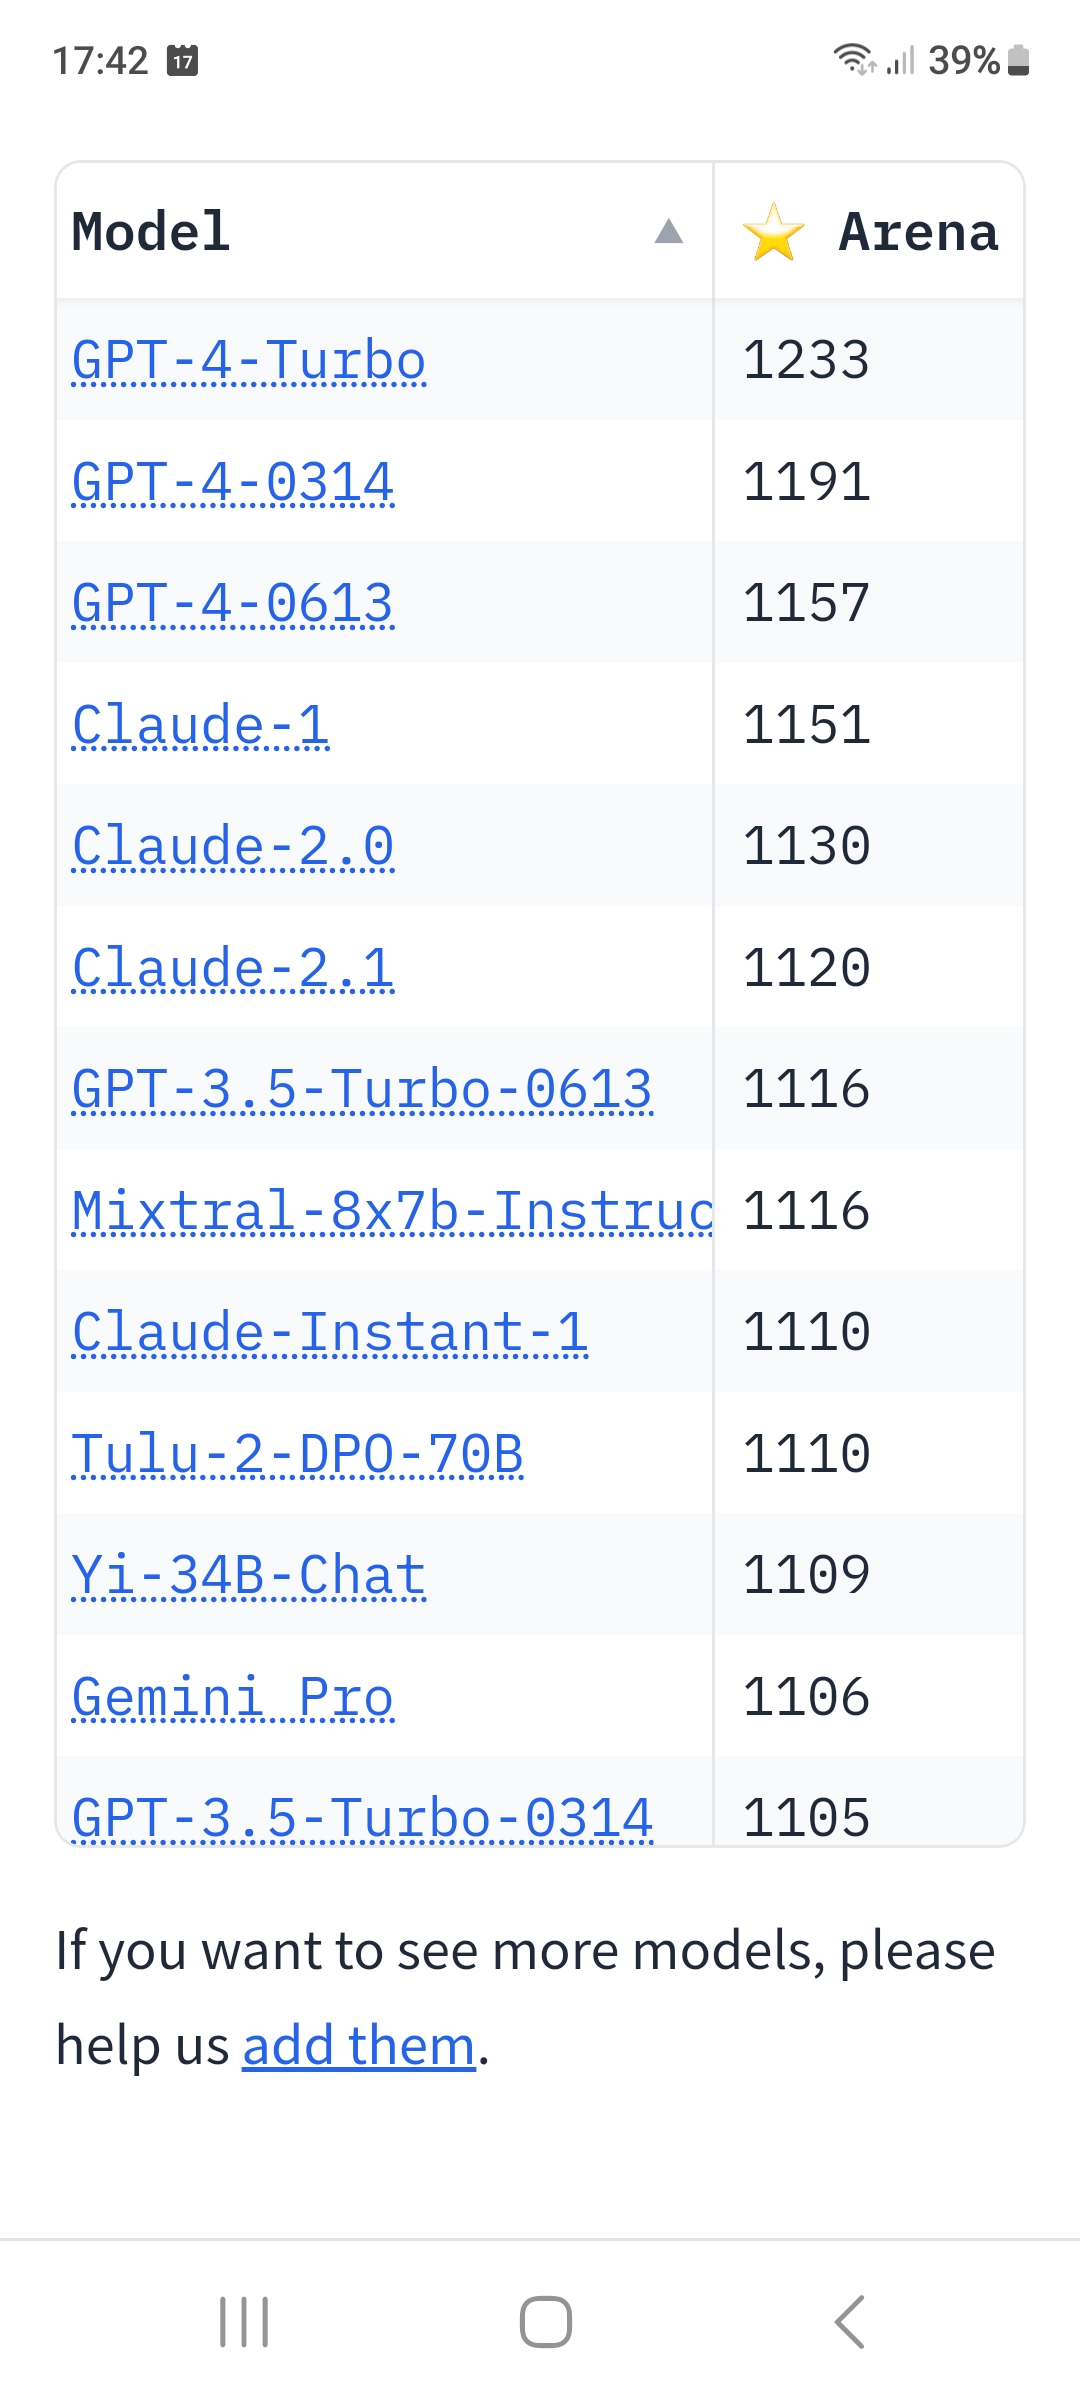 17:42 17 39%
Model ▲ ⭐ Arena
GPT-4-Turbo 1233
GPT-4-0314 1191
GPT-4-0613 1157
Claude-1 1151
Claude-2.0 1130
Claude-2.1 1120
GPT-3.5-Turbo-0613 1116
Mixtral-8x7b-Instruc 1116
Claude-Instant-1 1110
Tulu-2-DPO-70B 1110
Yi-34B-Chat 1109
Gemini Pro 1106
GPT-3.5-Turbo-0314 1105
If you want to see more models, please
help us add them.